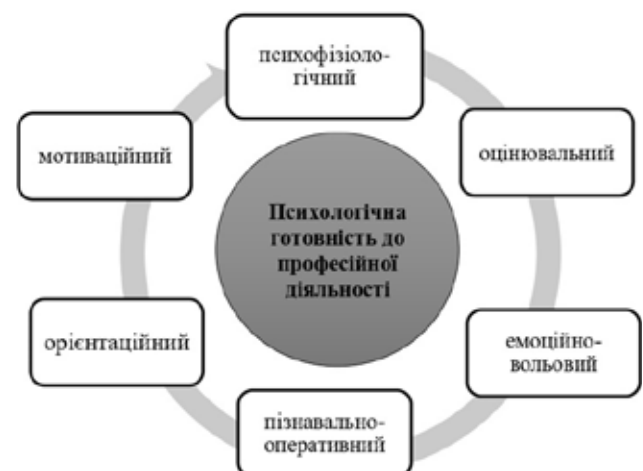 психофізіоло-
гічний
мотиваційний
оцінювальний
Психологічна
готовність до
професійної
діяльності
орієнтаційний
емоційно-
вольовий
пізнавально-
оперативний